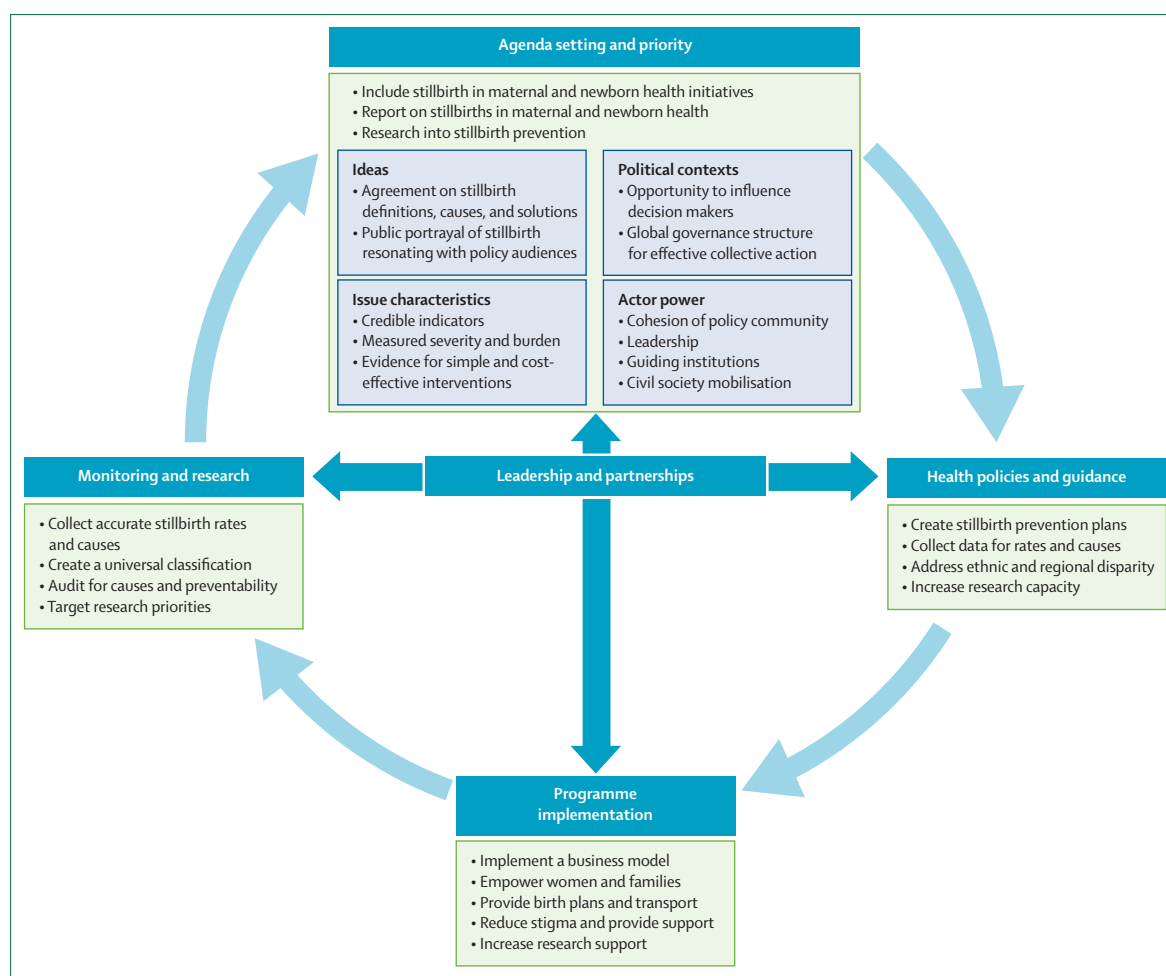 Agenda setting and priority
• Include stillbirth in maternal and newborn health initiatives
• Report on stillbirths in maternal and newborn health
• Research into stillbirth prevention
Ideas
• Agreement on stillbirth
definitions, causes, and solutions
• Public portrayal of stillbirth
resonating with policy audiences
Political contexts
• Opportunity to influence
decision makers
• Global governance structure
for effective collective action
Issue characteristics
• Credible indicators
• Measured severity and burden
• Evidence for simple and cost-
effective interventions
Actor power
• Cohesion of policy community
• Leadership
• Guiding institutions
• Civil society mobilisation
Monitoring and research
• Collect accurate stillbirth rates
and causes
• Create a universal classification
• Audit for causes and preventability
• Target research priorities
Leadership and partnerships
Health policies and guidance
• Create stillbirth prevention plans
• Collect data for rates and causes
• Address ethnic and regional disparity
• Increase research capacity
Programme
implementation
• Implement a business model
• Empower women and families
• Provide birth plans and transport
• Reduce stigma and provide support
• Increase research support